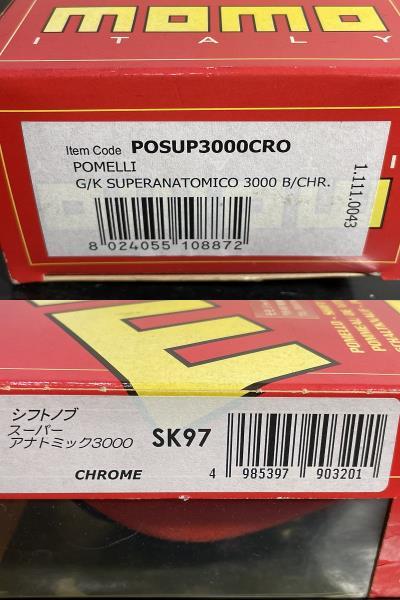 momo
ITALY
Item Code POSUP3000CRO
POMELLI
G/K SUPERANATOMICO 3000 B/CHR.
1.111.0043
8 024055 108872
シフトノブ
スーパー
アナトミック3000
SK97
CHROME
4 985397 903201